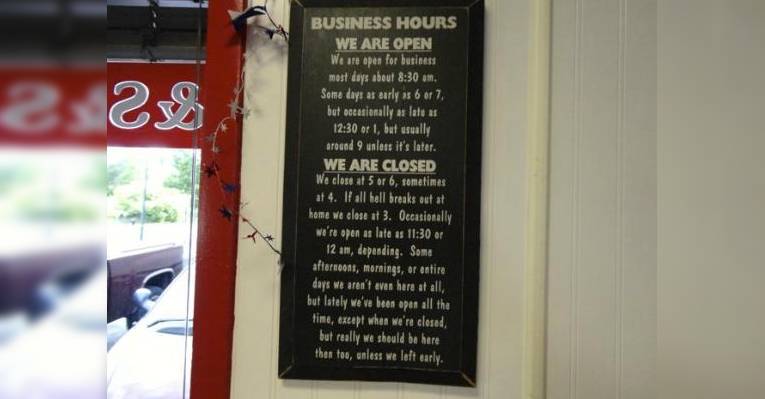 &S
BUSINESS HOURS
WE ARE OPEN
We are open for business
most days about 8:30 am.
Some days as early as 6 or 7,
but occasionally as late as
12:30 or 1, but usually
around 9 unless it's later.
WE ARE CLOSED
We close at 5 or 6, sometimes
at 4. If all hell breaks out at
home we close at 3. Occasionally
we're open as late as 11:30 or
12 am, depending. Some
afternoons, mornings, or entire
days we aren't even here at all,
but lately we've been open all the
time, except when we're closed,
but really we should be here
then too, unless we left early.